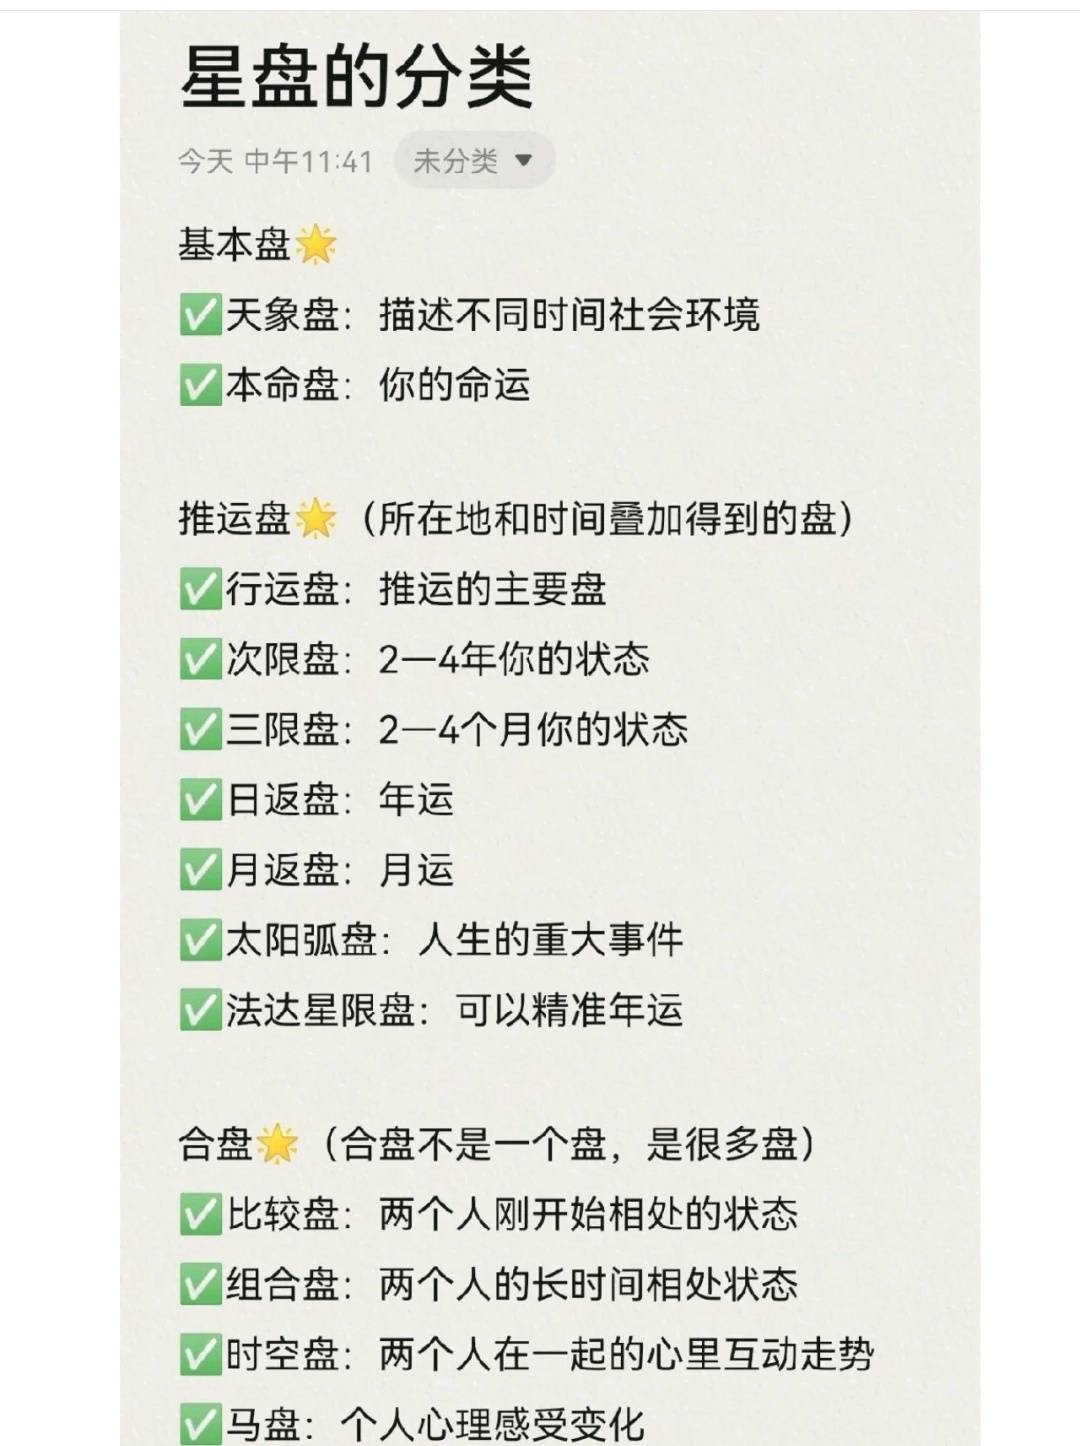 星盘的分类
今天 中午11:41 未分类
基本盘🌟
✅天象盘：描述不同时间社会环境
✅本命盘：你的命运
推运盘🌟（所在地和时间叠加得到的盘）
✅行运盘：推运的主要盘
✅次限盘：2—4年你的状态
✅三限盘：2—4个月你的状态
✅日返盘：年运
✅月返盘：月运
✅太阳弧盘：人生的重大事件
✅法达星限盘：可以精准年运
合盘🌟（合盘不是一个盘，是很多盘）
✅比较盘：两个人刚开始相处的状态
✅组合盘：两个人的长时间相处状态
✅时空盘：两个人在一起的心里互动走势
✅马盘：个人心理感受变化